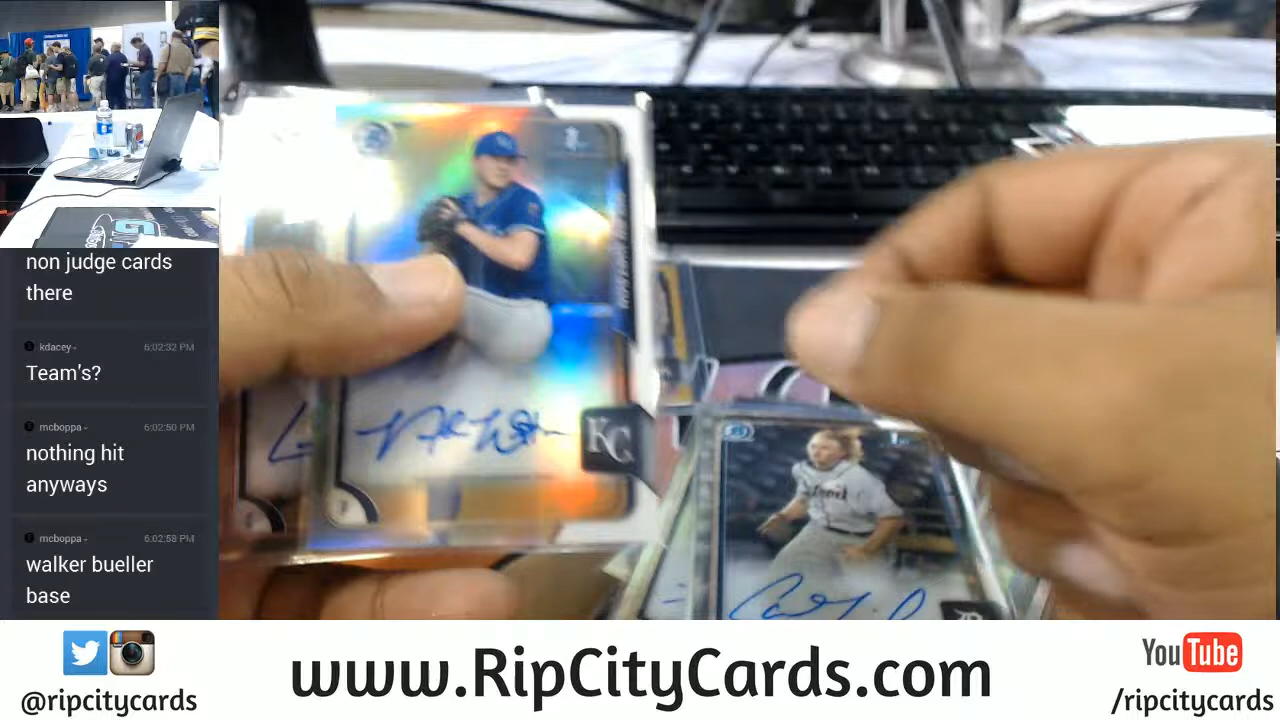 non judge cards
there
kdacey-
6:02:32 PM
Team's?
mcboppa-
6:02:50 PM
nothing hit
anyways
mcboppa-
6:02:58 PM
walker bueller
base
KC
@ripcitycards
www.RipCityCards.com
YouTube
/ripcitycards